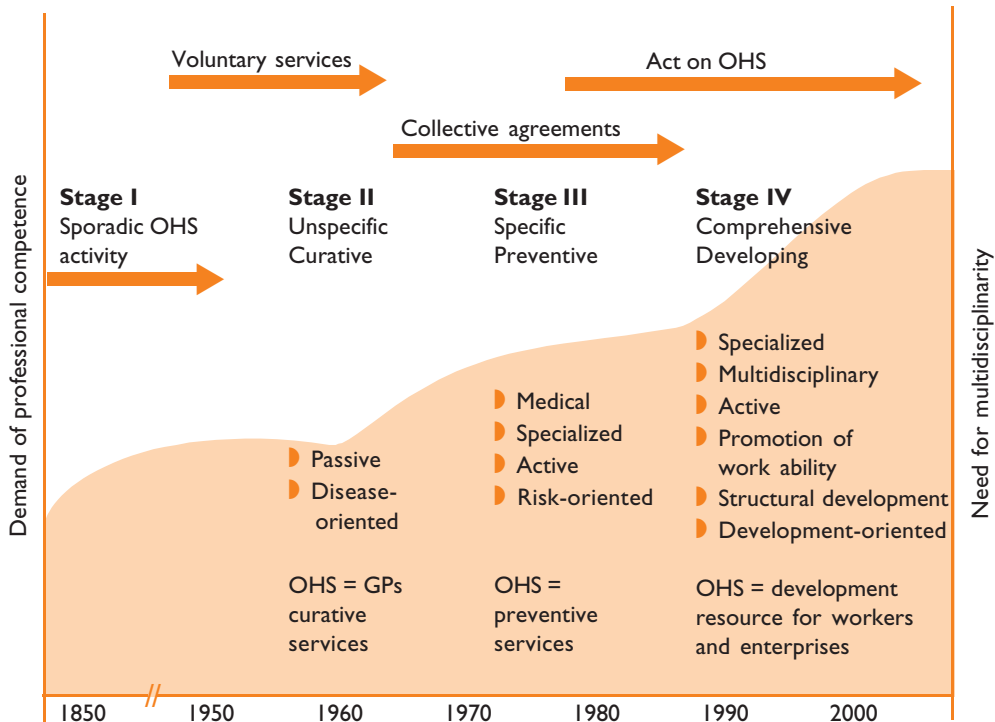 Voluntary services
Act on OHS
Collective agreements
Demand of professional competence
Stage I
Sporadic OHS
activity
Stage II
Unspecific
Curative
Stage III
Specific
Preventive
Stage IV
Comprehensive
Developing
Passive
Disease-
oriented
Medical
Specialized
Active
Risk-oriented
Specialized
Multidisciplinary
Active
Promotion of
work ability
Structural development
Development-oriented
OHS = GPs
curative
services
OHS =
preventive
services
OHS = development
resource for workers
and enterprises
Need for multidisciplinarity
1850 // 1950 1960 1970 1980 1990 2000